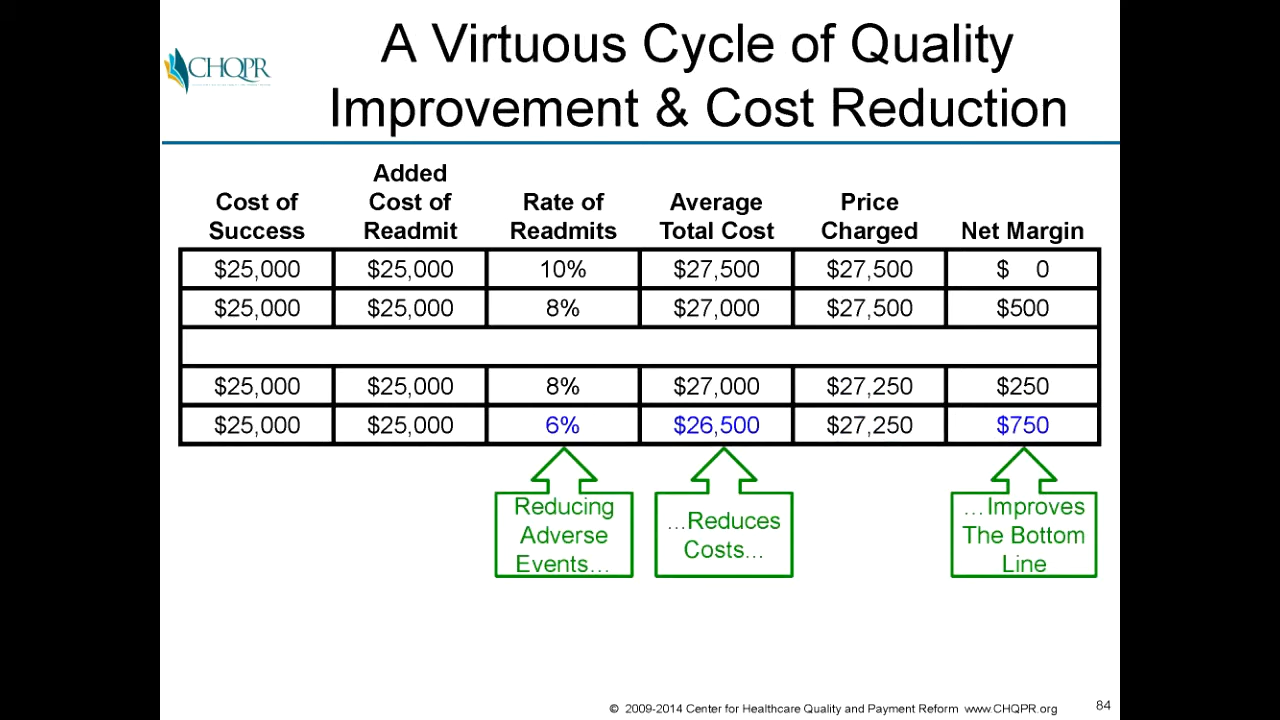 A Virtuous Cycle of Quality
Improvement & Cost Reduction
CHQPR
Cost of Success Added Cost of Readmit Rate of Readmits Average Total Cost Price Charged Net Margin
$25,000 $25,000 10% $27,500 $27,500 $ 0
$25,000 $25,000 8% $27,000 $27,500 $500
$25,000 $25,000 8% $27,000 $27,250 $250
$25,000 $25,000 6% $26,500 $27,250 $750
Reducing
Adverse
Events...
...Reduces
Costs...
...Improves
The Bottom
Line
© 2009-2014 Center for Healthcare Quality and Payment Reform www.CHQPR.org
84